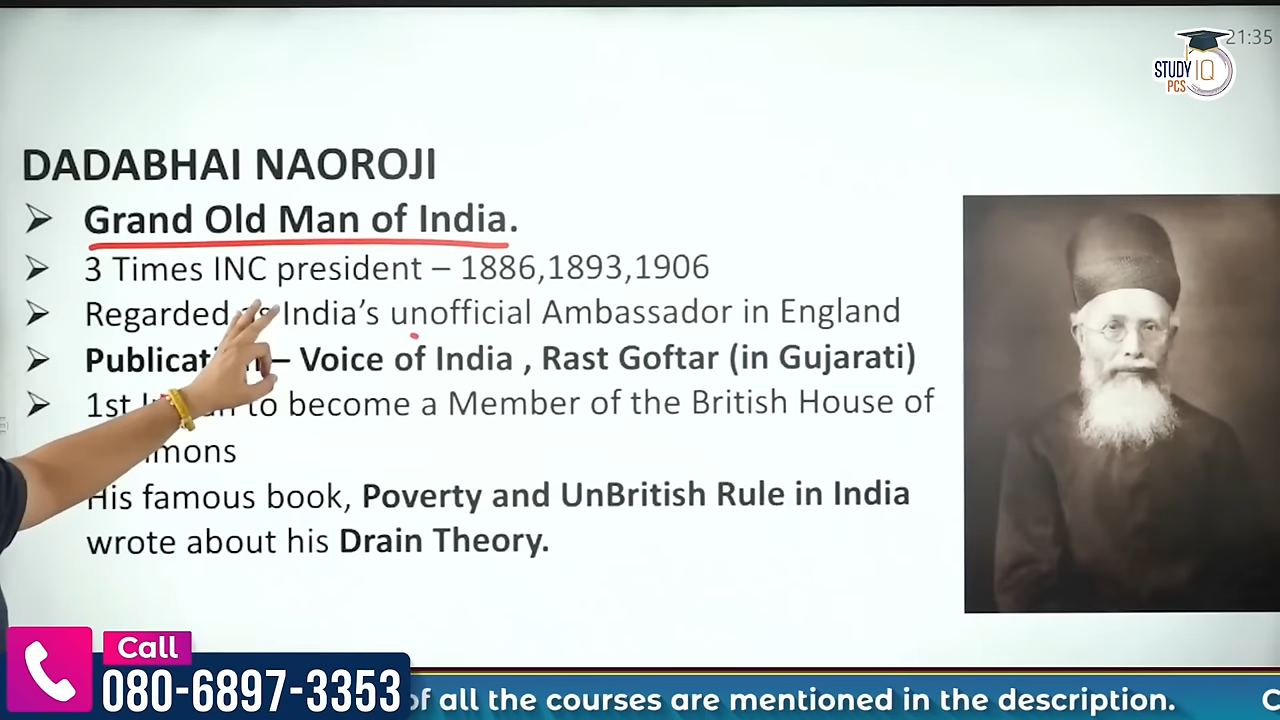 21:35
STUDY IQ
PCS
DADABHAI NAOROJI
➢ Grand Old Man of India.
➢ 3 Times INC president – 1886,1893,1906
➢ Regarded as India's unofficial Ambassador in England
➢ – Voice of India , Rast Goftar (in Gujarati)
➢ 1st to become a Member of the British House of
His famous book, Poverty and UnBritish Rule in India
wrote about his Drain Theory.
Call
080-6897-3353
of all the courses are mentioned in the description. C